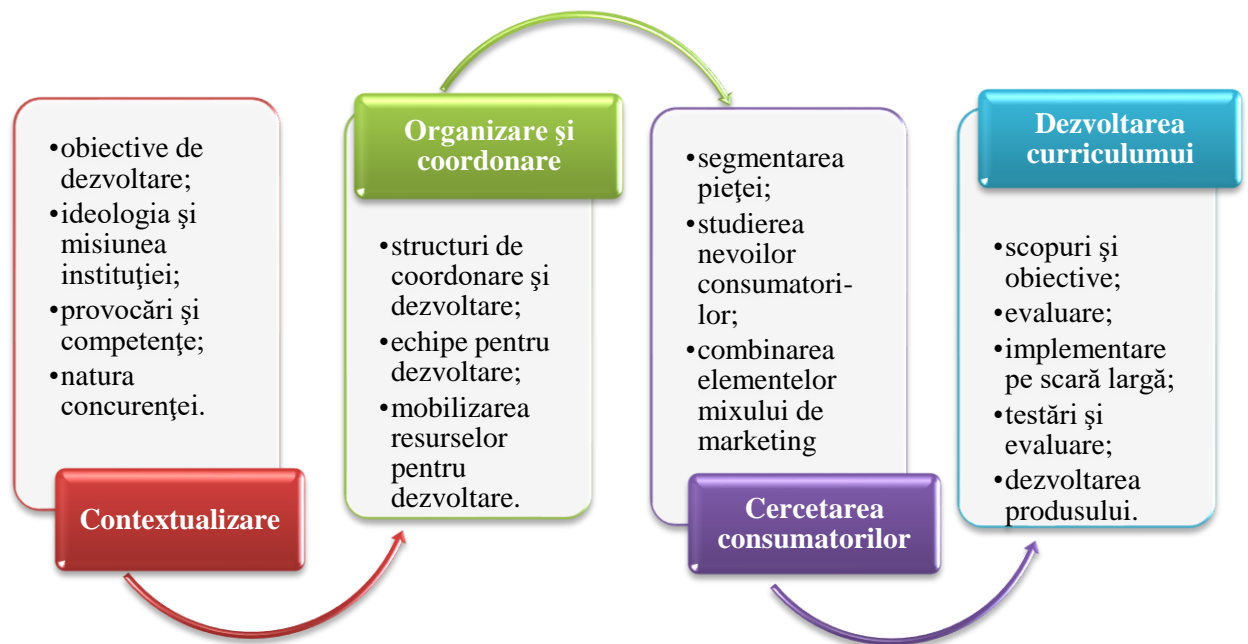 •obiective de
dezvoltare;
•ideologia şi
misiunea
instituţiei;
•provocări şi
competenţe;
•natura
concurenţei.
Contextualizare
Organizare şi
coordonare
•structuri de
coordonare şi
dezvoltare;
•echipe pentru
dezvoltare;
•mobilizarea
resurselor
pentru
dezvoltare.
•segmentarea
pieţei;
•studierea
nevoilor
consumatori-
lor;
•combinarea
elementelor
mixului de
marketing
Cercetarea
consumatorilor
Dezvoltarea
curriculumui
•scopuri şi
obiective;
•evaluare;
•implementare
pe scară largă;
•testări şi
evaluare;
•dezvoltarea
produsului.